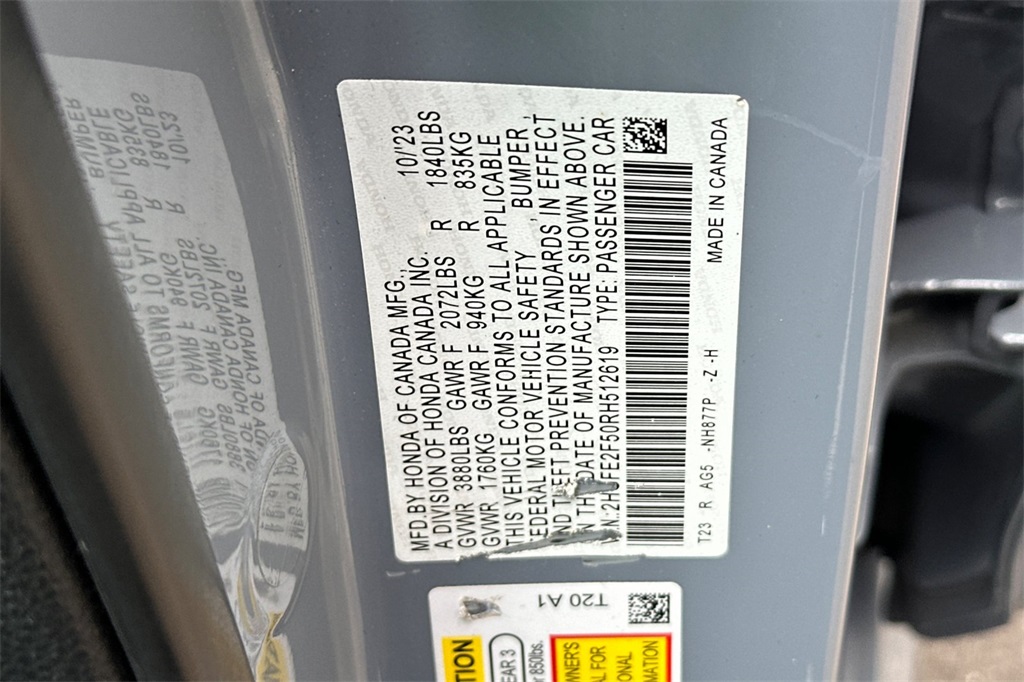 MFD.BY HONDA OF CANADA MFG., 10/23
A DIVISION OF HONDA CANADA INC.
GVWR 3880LBS GAWR F 2072LBS R 1840LBS
GVWR 1760KG GAWR F 940KG R 835KG
THIS VEHICLE CONFORMS TO ALL APPLICABLE
FEDERAL MOTOR VEHICLE SAFETY, BUMPER,
AND THEFT PREVENTION STANDARDS IN EFFECT
ON THE DATE OF MANUFACTURE SHOWN ABOVE.
TYPE: PASSENGER CAR
T23 R AG5 -NH877P -Z -H
MADE IN CANADA
T20 A1
EAR 3
850lbs.